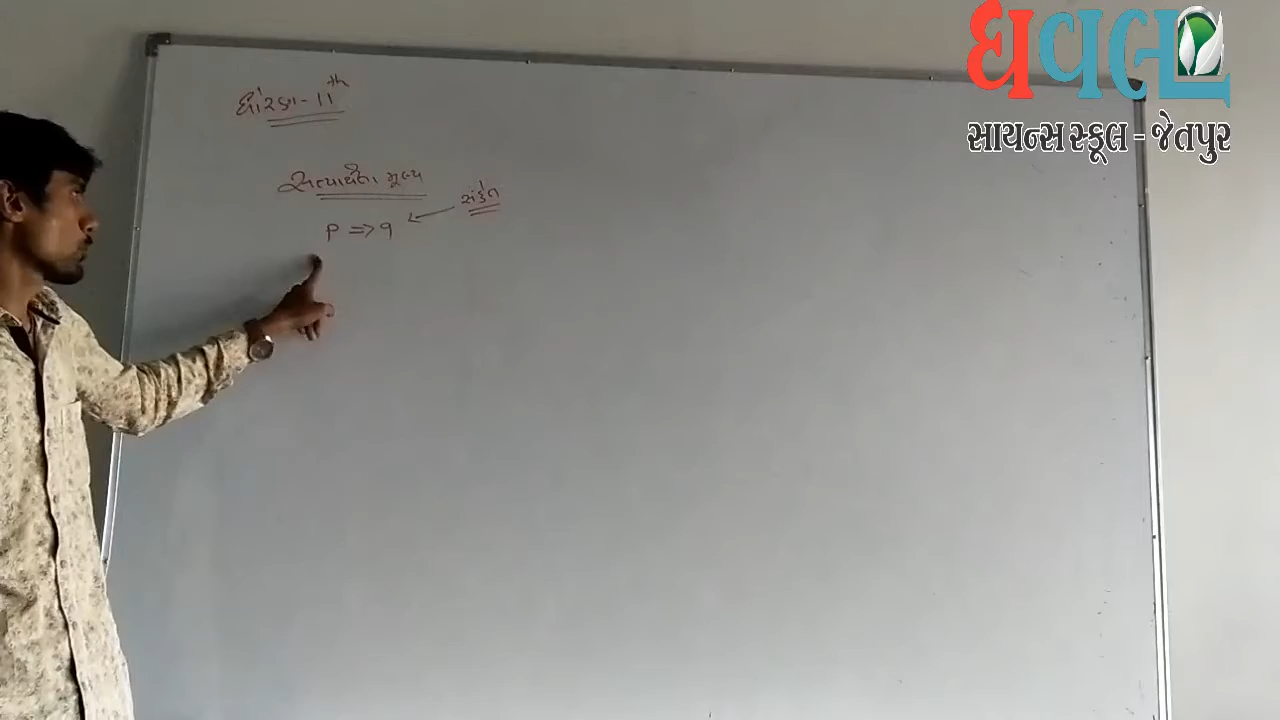 ધવલ
સાયન્સ સ્કૂલ - જેતપુર
ધોરણ - 11th
સત્યાર્થતા મૂલ્ય
સંકેત
p => q